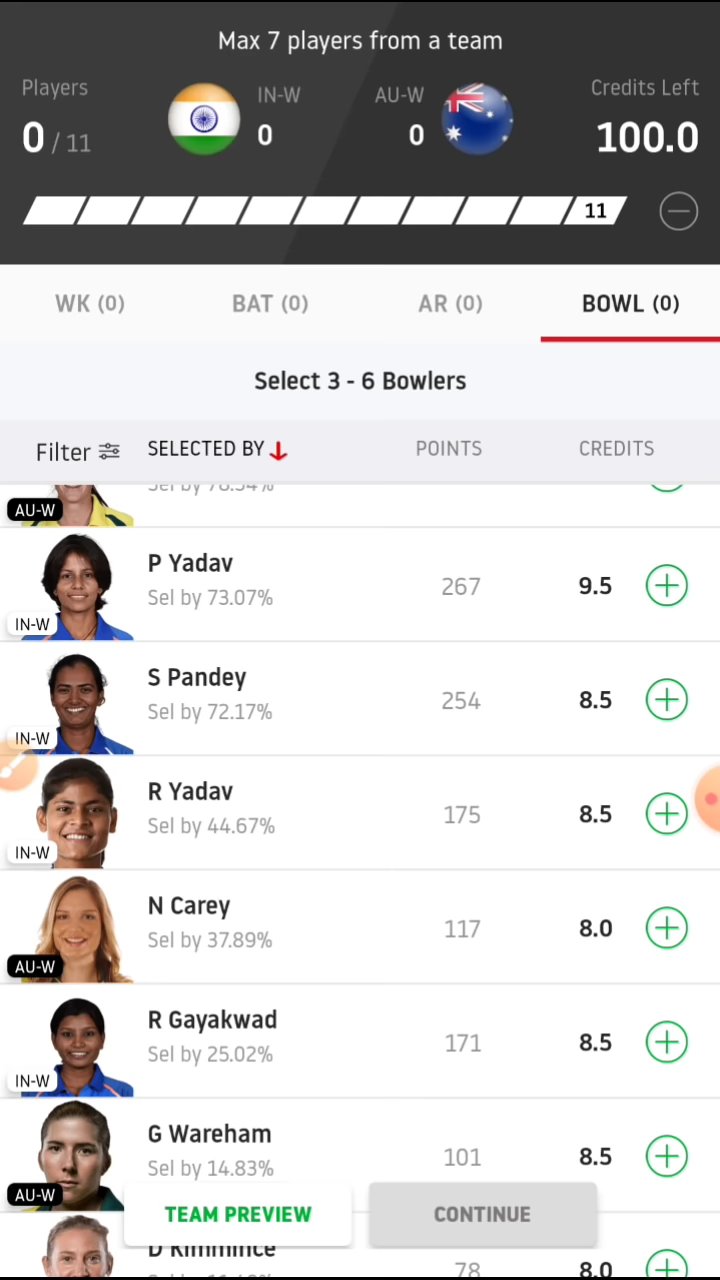 Max 7 players from a team
Players IN-W AU-W Credits Left
0 / 11 0 0 100.0
11
WK (0) BAT (0) AR (0) BOWL (0)
Select 3 - 6 Bowlers
Filter SELECTED BY POINTS CREDITS
AU-W
P Yadav
Sel by 73.07% 267 9.5
IN-W
S Pandey
Sel by 72.17% 254 8.5
IN-W
R Yadav
Sel by 44.67% 175 8.5
IN-W
N Carey
Sel by 37.89% 117 8.0
AU-W
R Gayakwad
Sel by 25.02% 171 8.5
IN-W
G Wareham
Sel by 14.83% 101 8.5
AU-W
TEAM PREVIEW CONTINUE
D Kimmince
78 8.0